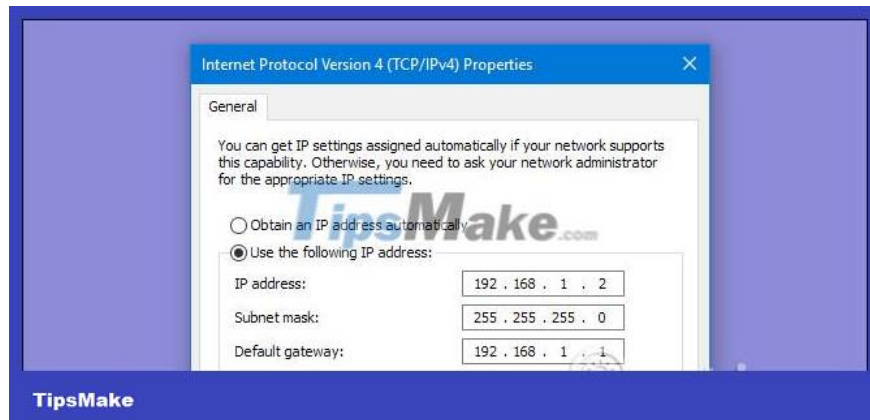 Internet Protocol Version 4 (TCP/IPv4) Properties
General
You can get IP settings assigned automatically if your network supports
this capability. Otherwise, you need to ask your network administrator
for the appropriate IP settings.
TipsMake.com
Obtain an IP address automatically
Use the following IP address:
IP address: 192 . 168 . 1 . 2
Subnet mask: 255 . 255 . 255 . 0
Default gateway: 192 . 168 . 1 . 1
TipsMake